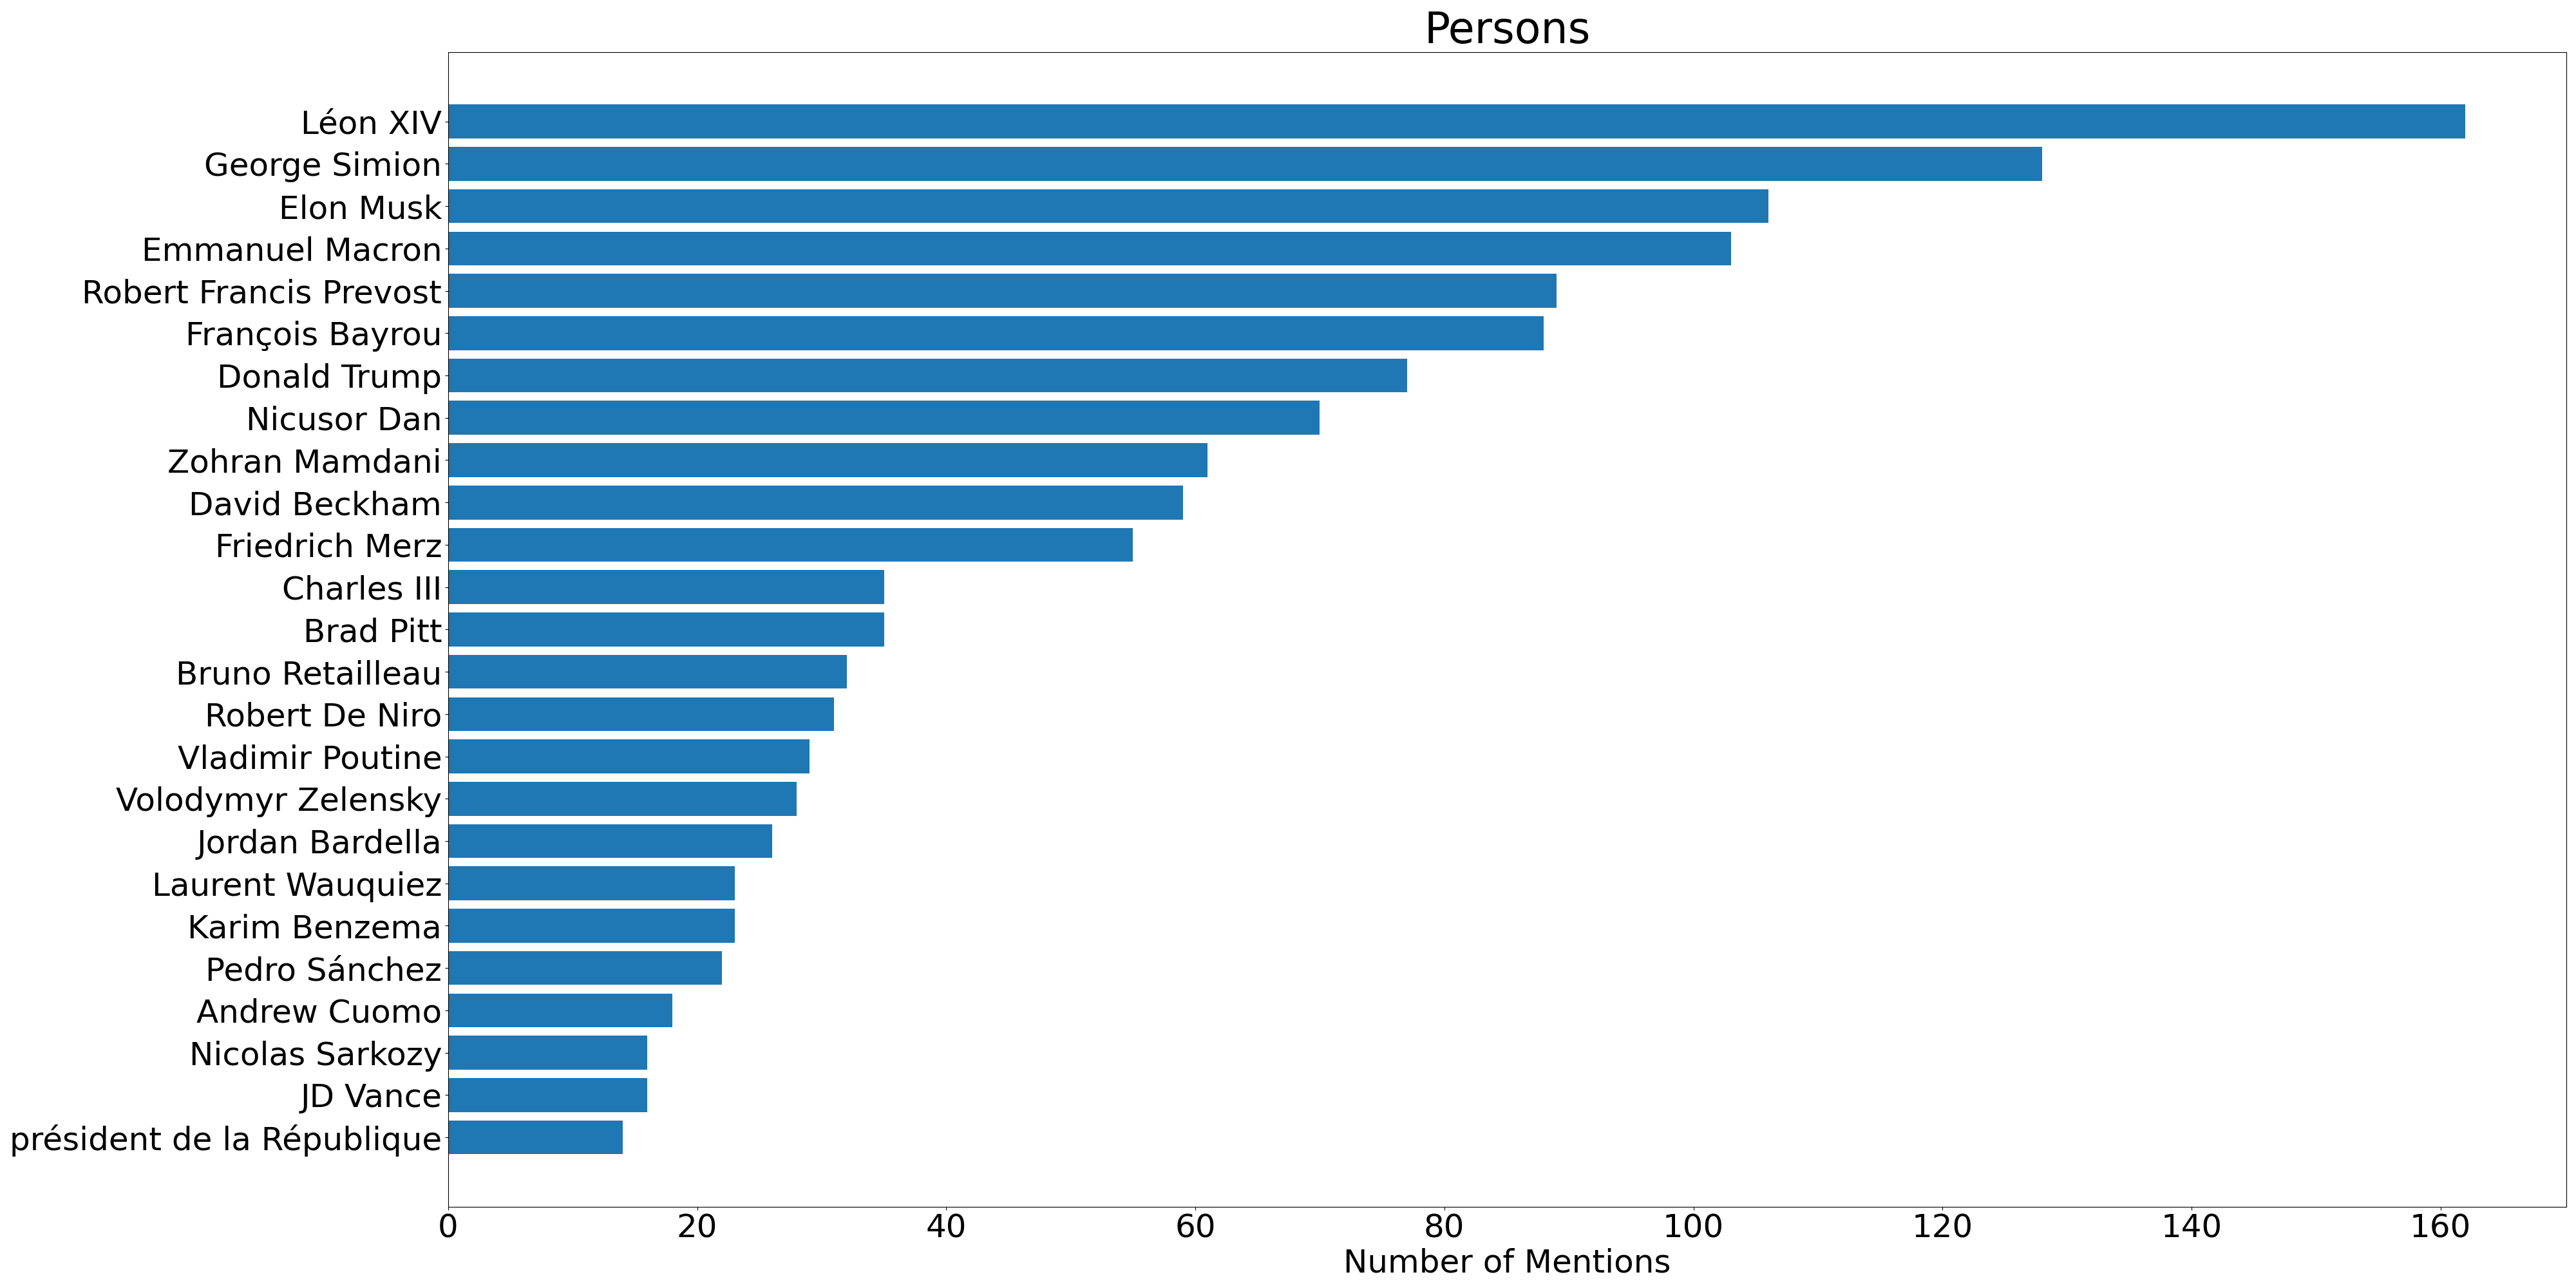 Persons
Léon XIV
George Simion
Elon Musk
Emmanuel Macron
Robert Francis Prevost
François Bayrou
Donald Trump
Nicusor Dan
Zohran Mamdani
David Beckham
Friedrich Merz
Charles III
Brad Pitt
Bruno Retailleau
Robert De Niro
Vladimir Poutine
Volodymyr Zelensky
Jordan Bardella
Laurent Wauquiez
Karim Benzema
Pedro Sánchez
Andrew Cuomo
Nicolas Sarkozy
JD Vance
président de la République
0 20 40 60 80 100 120 140 160
Number of Mentions